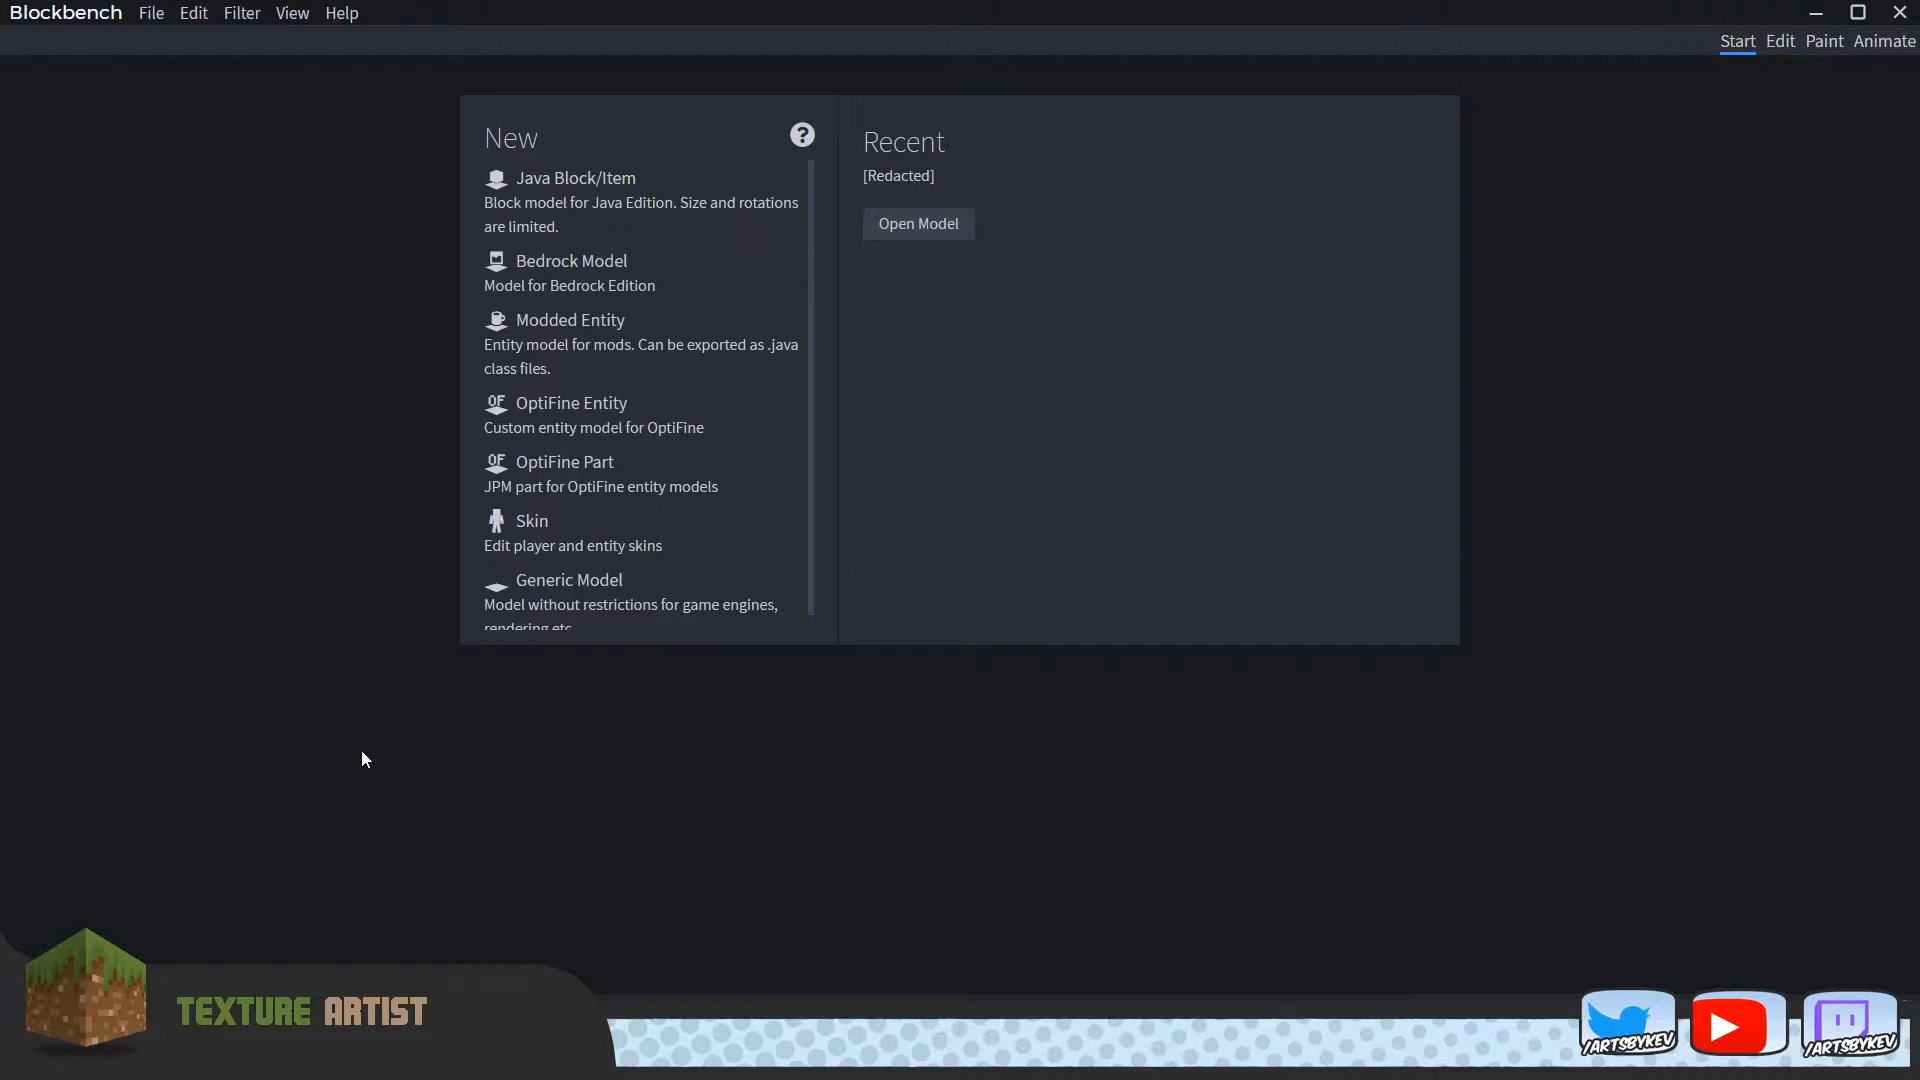 Blockbench File Edit Filter View Help
Start Edit Paint Animate
New
Java Block/Item
Block model for Java Edition. Size and rotations
are limited.
Bedrock Model
Model for Bedrock Edition
Modded Entity
Entity model for mods. Can be exported as .java
class files.
OF OptiFine Entity
Custom entity model for OptiFine
OF OptiFine Part
JPM part for OptiFine entity models
Skin
Edit player and entity skins
Generic Model
Model without restrictions for game engines,
rendering etc
Recent
[Redacted]
Open Model
TEXTURE ARTIST
/ARTSBYKEV
/ARTSBYKEV